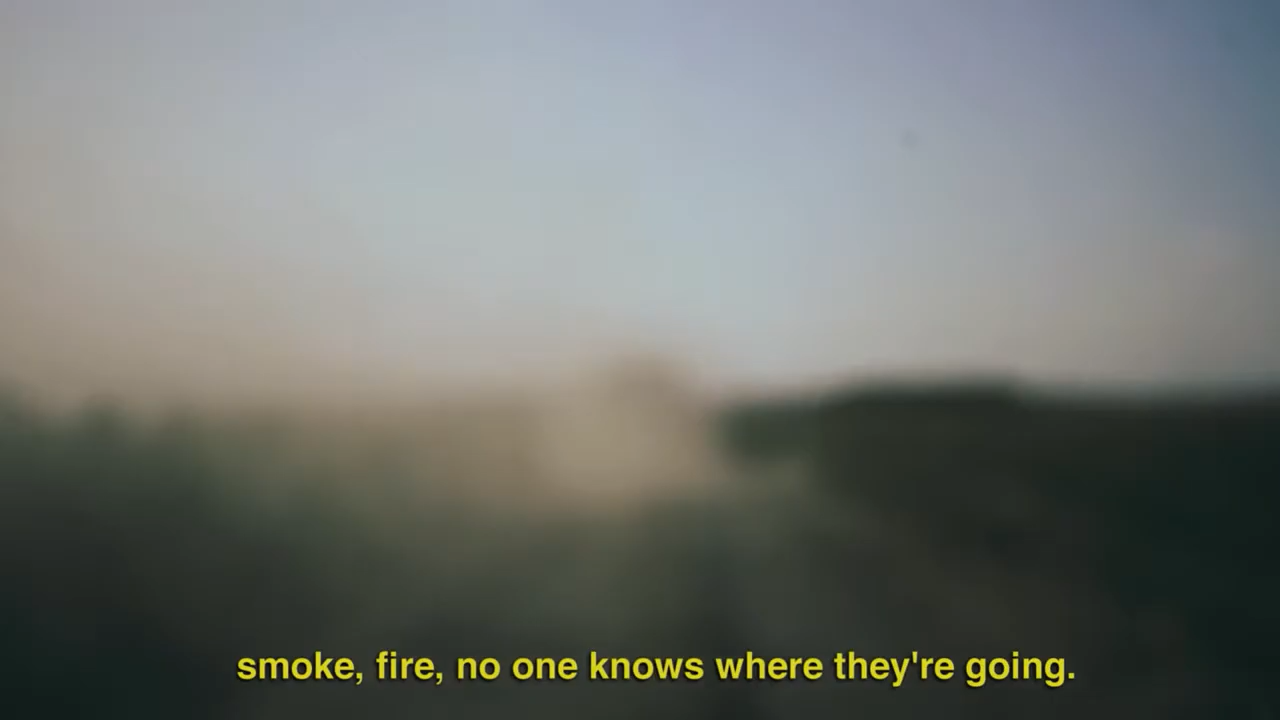 smoke, fire, no one knows where they're going.